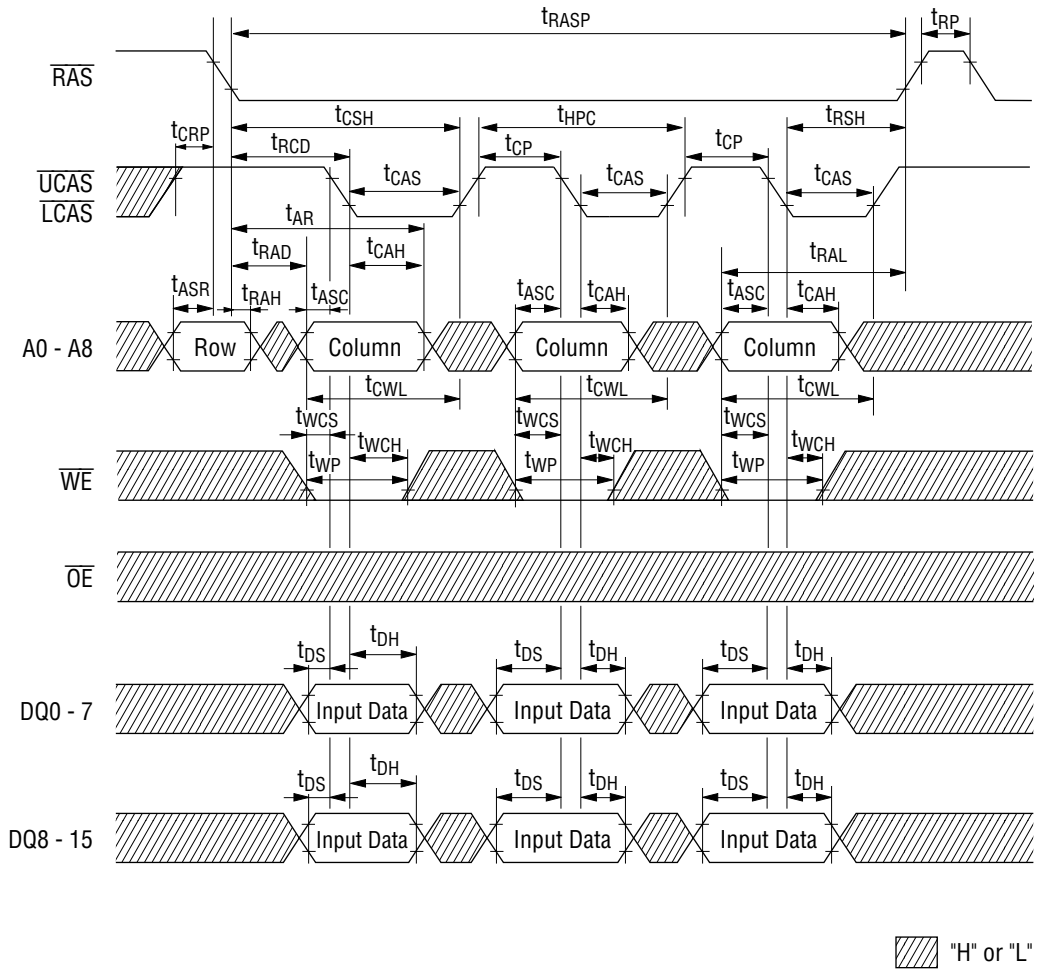 tRASP tRP
RAS
tCSH tHPC tRSH
tCRP
tRCD tCP tCP
UCAS
LCAS
tCAS tCAS tCAS
tAR
tRAD tCAH tRAL
tASR tRAH tASC tASC tCAH tASC tCAH
A0 - A8 Row Column Column Column
tCWL tCWL tCWL
tWCS tWCS tWCS
tWCH tWCH tWCH
tWP tWP tWP
WE
OE
tDS tDH tDS tDH tDS tDH
DQ0 - 7 Input Data Input Data Input Data
tDS tDH tDS tDH tDS tDH
DQ8 - 15 Input Data Input Data Input Data
"H" or "L"